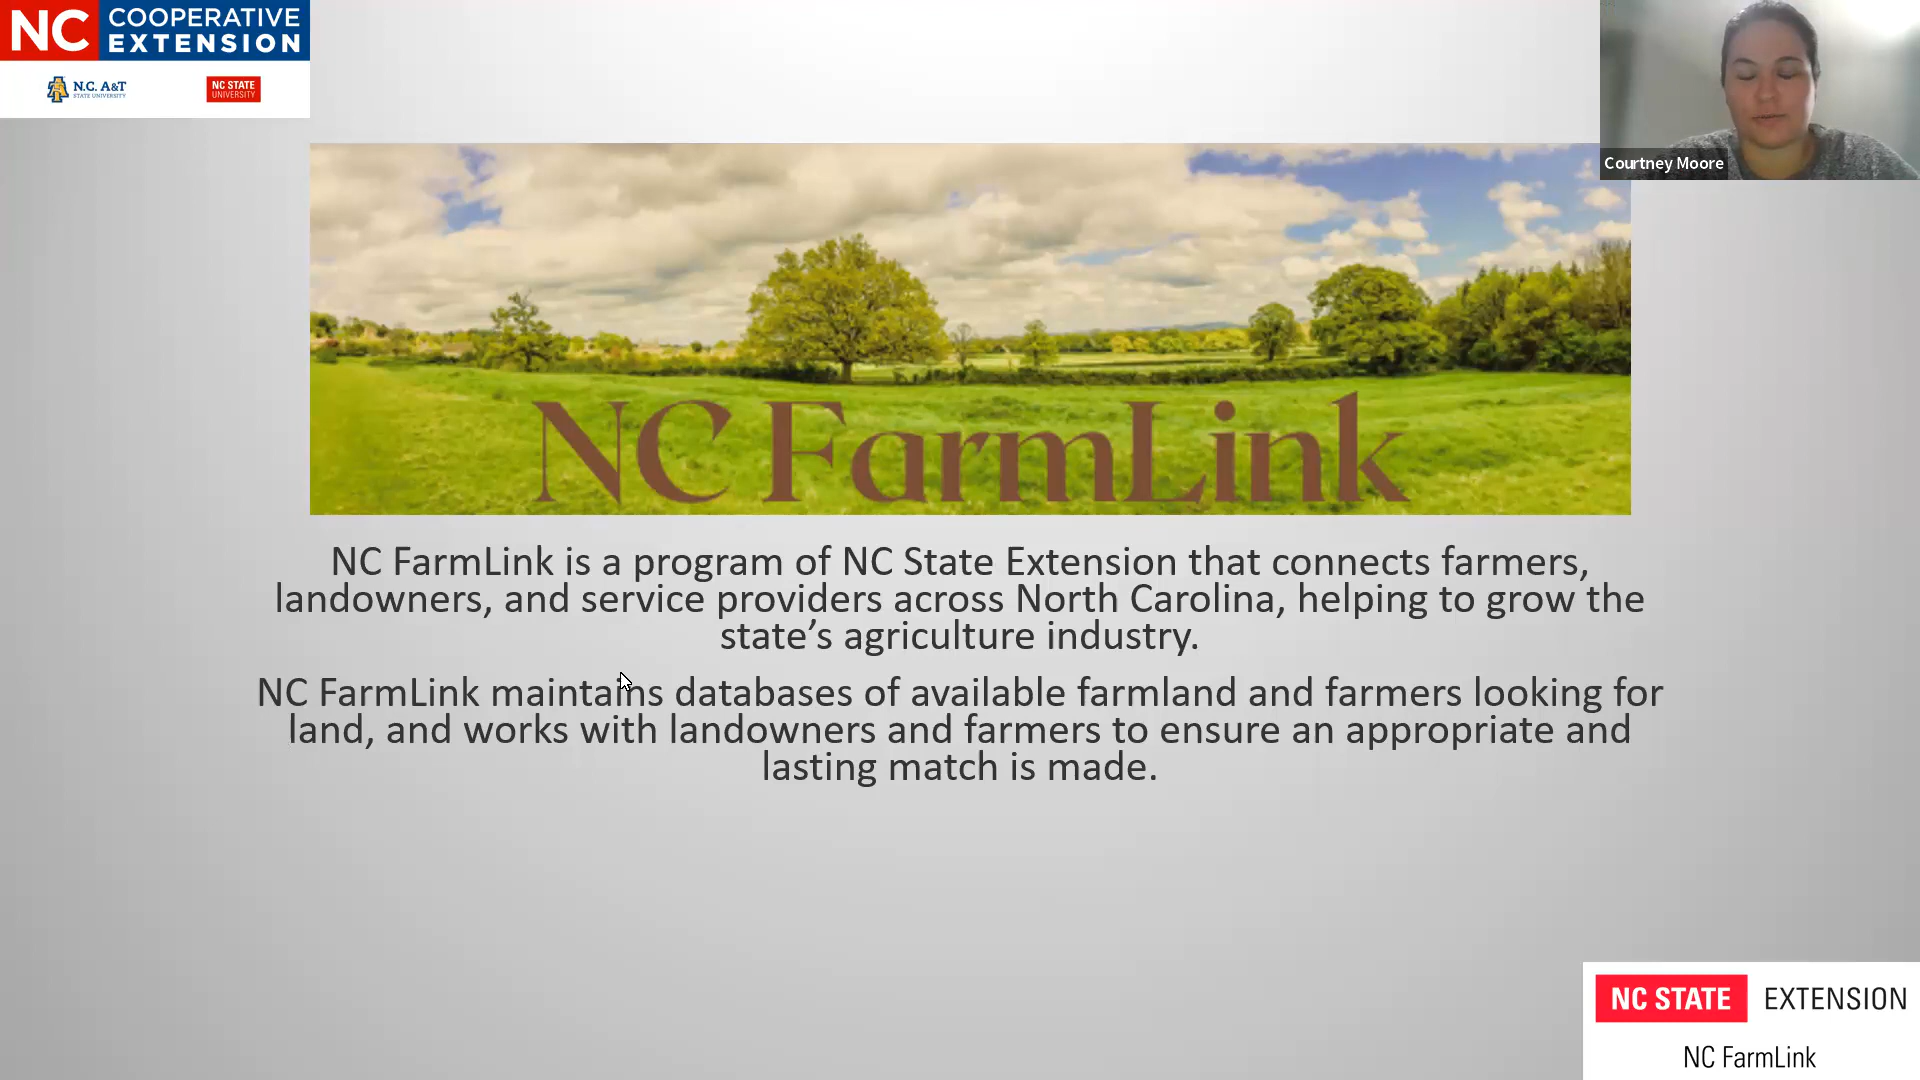 NC COOPERATIVE
EXTENSION
N.C. A&T
STATE UNIVERSITY
NC STATE
UNIVERSITY
Courtney Moore
NC FarmLink
NC FarmLink is a program of NC State Extension that connects farmers,
landowners, and service providers across North Carolina, helping to grow the
state’s agriculture industry.
NC FarmLink maintains databases of available farmland and farmers looking for
land, and works with landowners and farmers to ensure an appropriate and
lasting match is made.
NC STATE EXTENSION
NC FarmLink